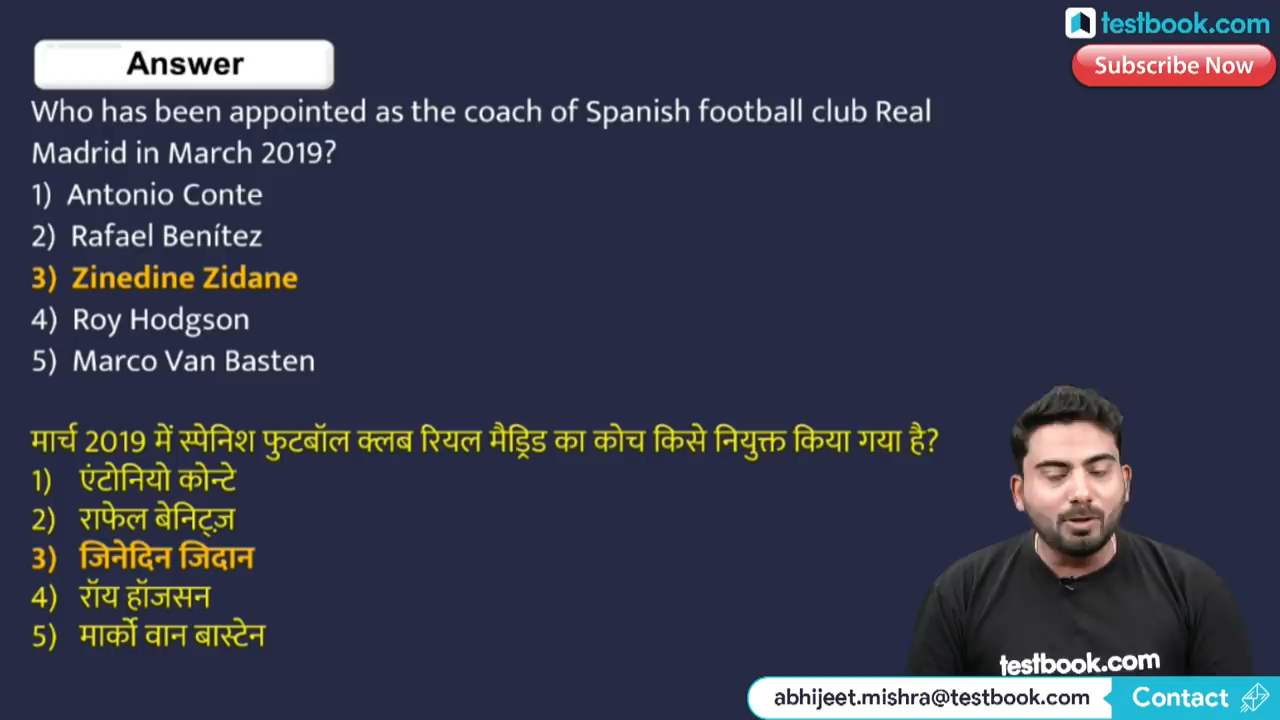 testbook.com
Subscribe Now
Answer
Who has been appointed as the coach of Spanish football club Real
Madrid in March 2019?
1) Antonio Conte
2) Rafael Benítez
3) Zinedine Zidane
4) Roy Hodgson
5) Marco Van Basten
मार्च 2019 में स्पेनिश फुटबॉल क्लब रियल मैड्रिड का कोच किसे नियुक्त किया गया है?
1) एंटोनियो कोन्टे
2) राफेल बेनिट्ज़
3) जिनेदिन जिदान
4) रॉय हॉजसन
5) मार्को वान बास्टेन
testbook.com
abhijeet.mishra@testbook.com
Contact